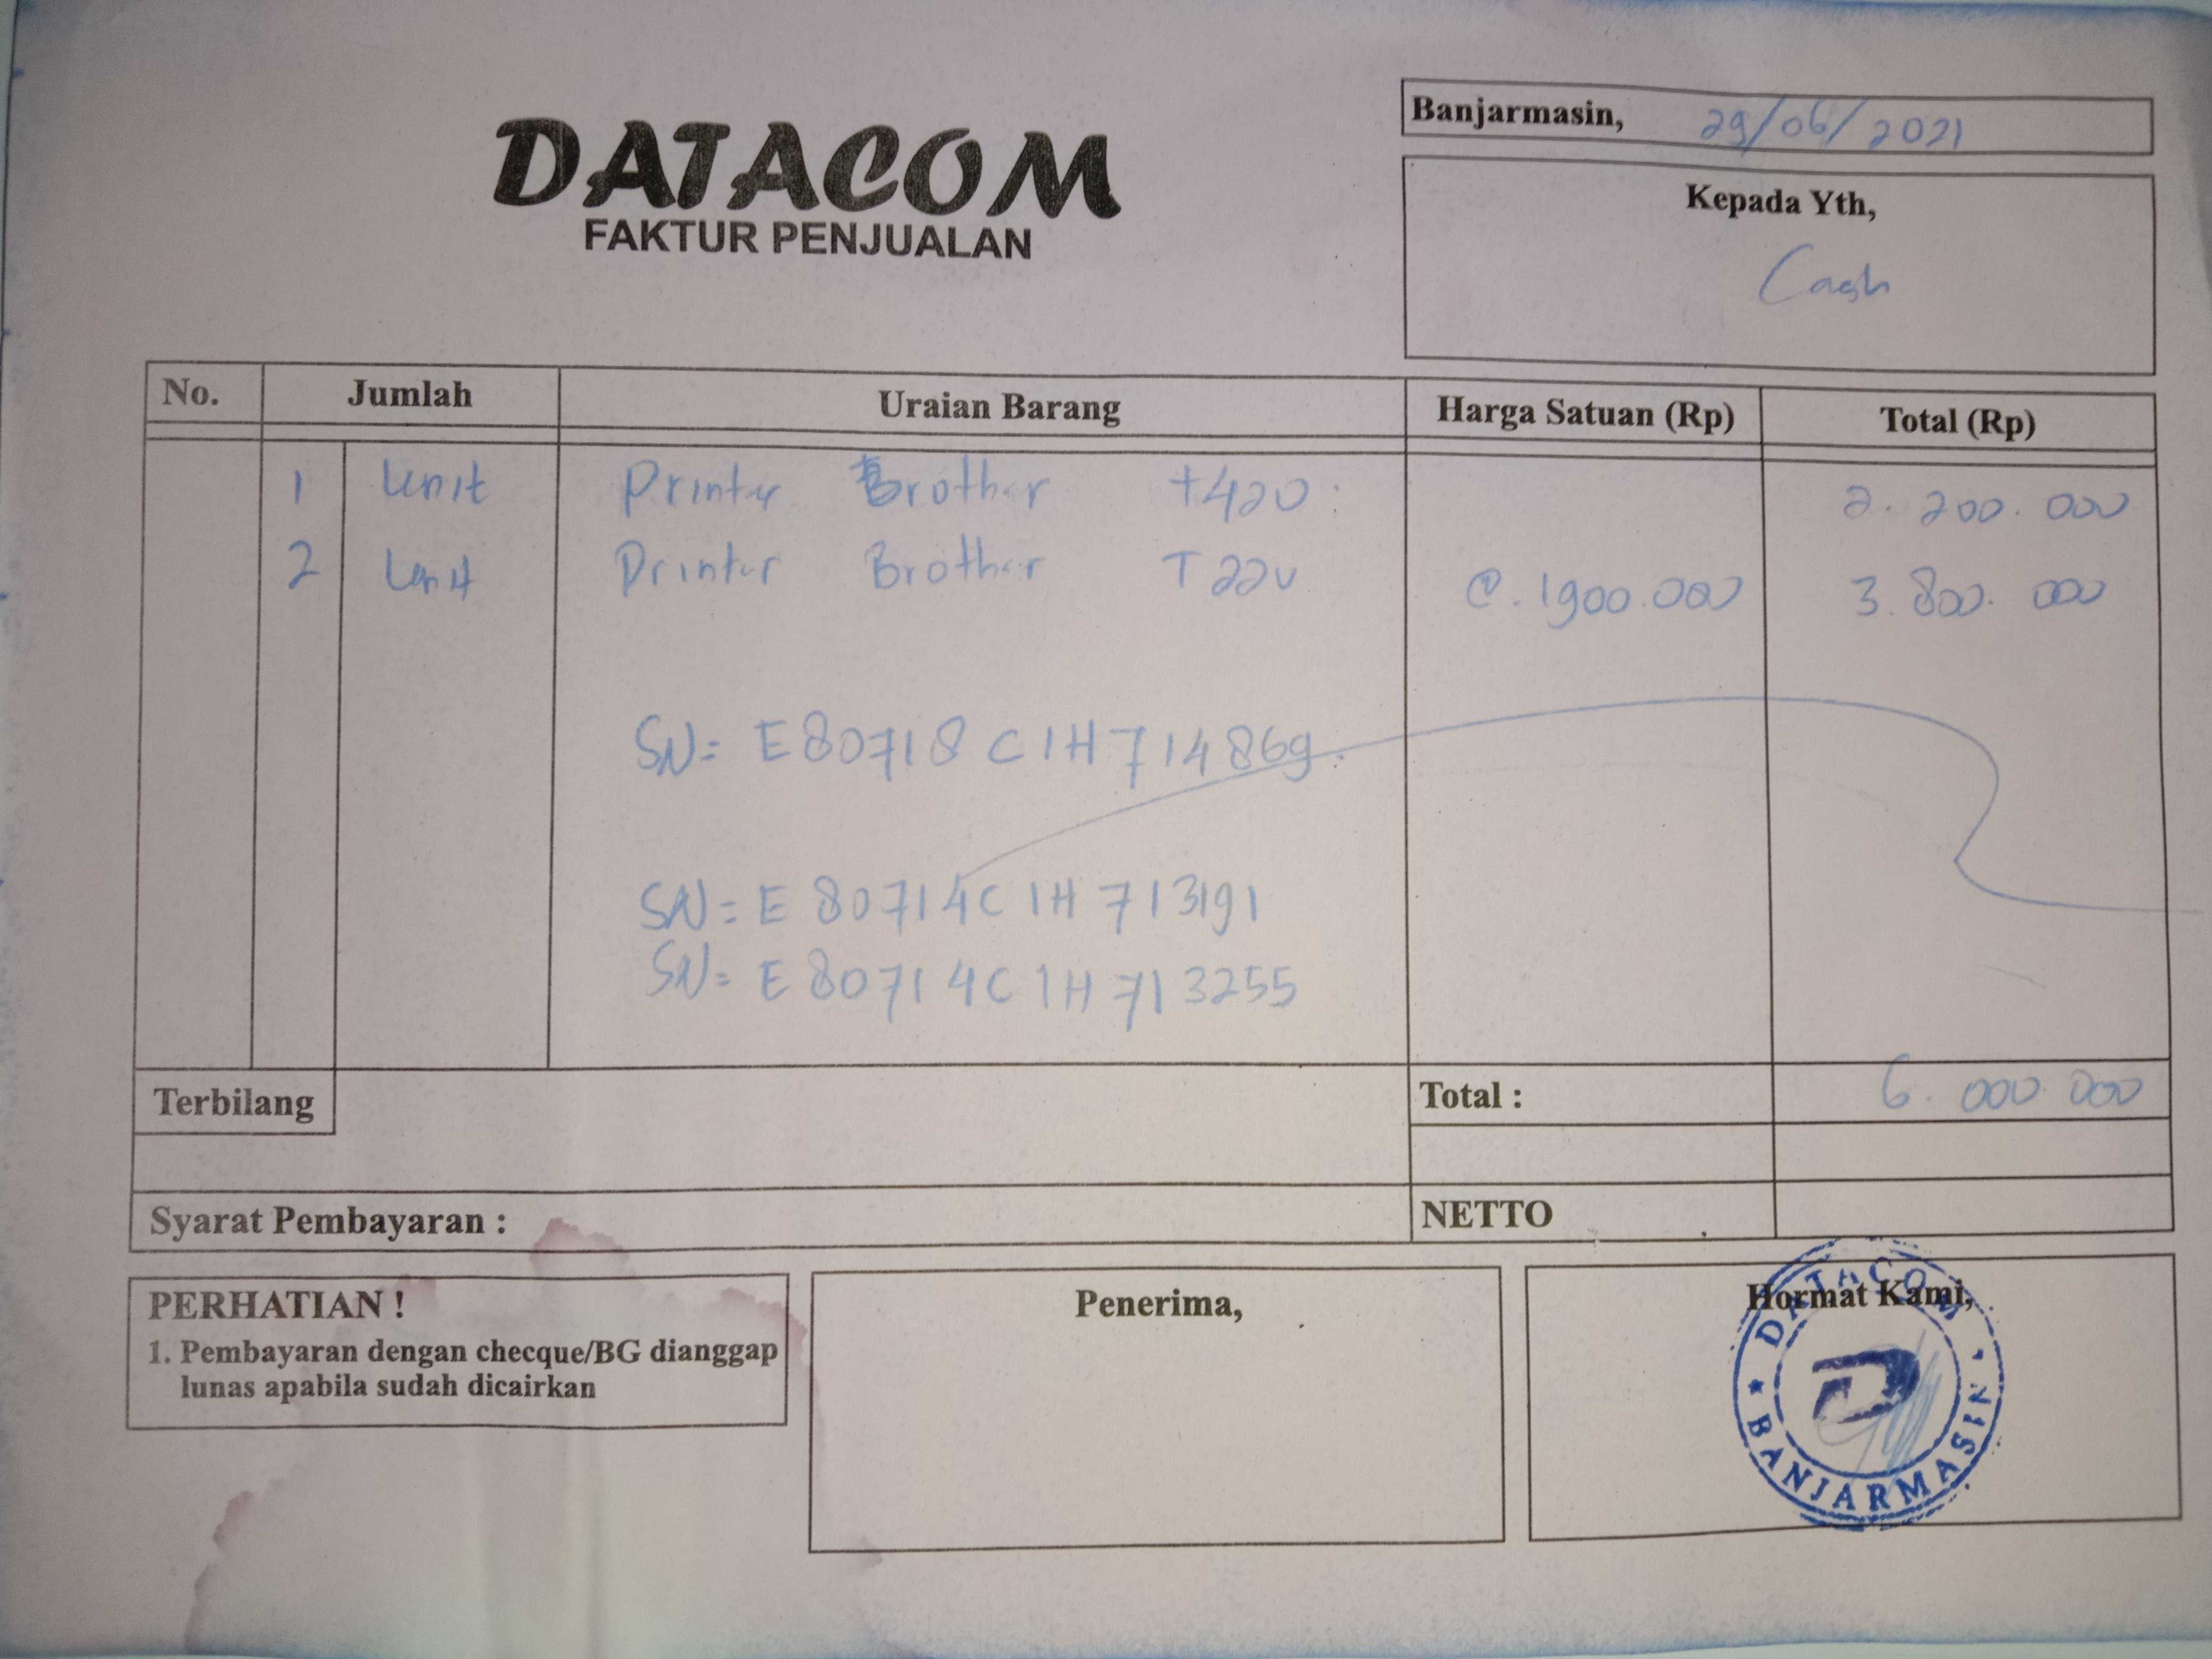 DATACOM
FAKTUR PENJUALAN
Banjarmasin, 29/06/2021
Kepada Yth,
Cash
No. Jumlah Uraian Barang Harga Satuan (Rp) Total (Rp)
1 Unit Printer Brother T420 2.200.000
2 Unit Printer Brother T220 @.1900.000 3.800.000
SN= E80718C1H714869
SN= E80714C1H713191
SN= E80714C1H713255
Terbilang Total : 6.000.000
Syarat Pembayaran : NETTO
PERHATIAN !
1. Pembayaran dengan checque/BG dianggap
lunas apabila sudah dicairkan
Penerima,
Hormat Kami,
DATACOM
D
BANJARMASIN